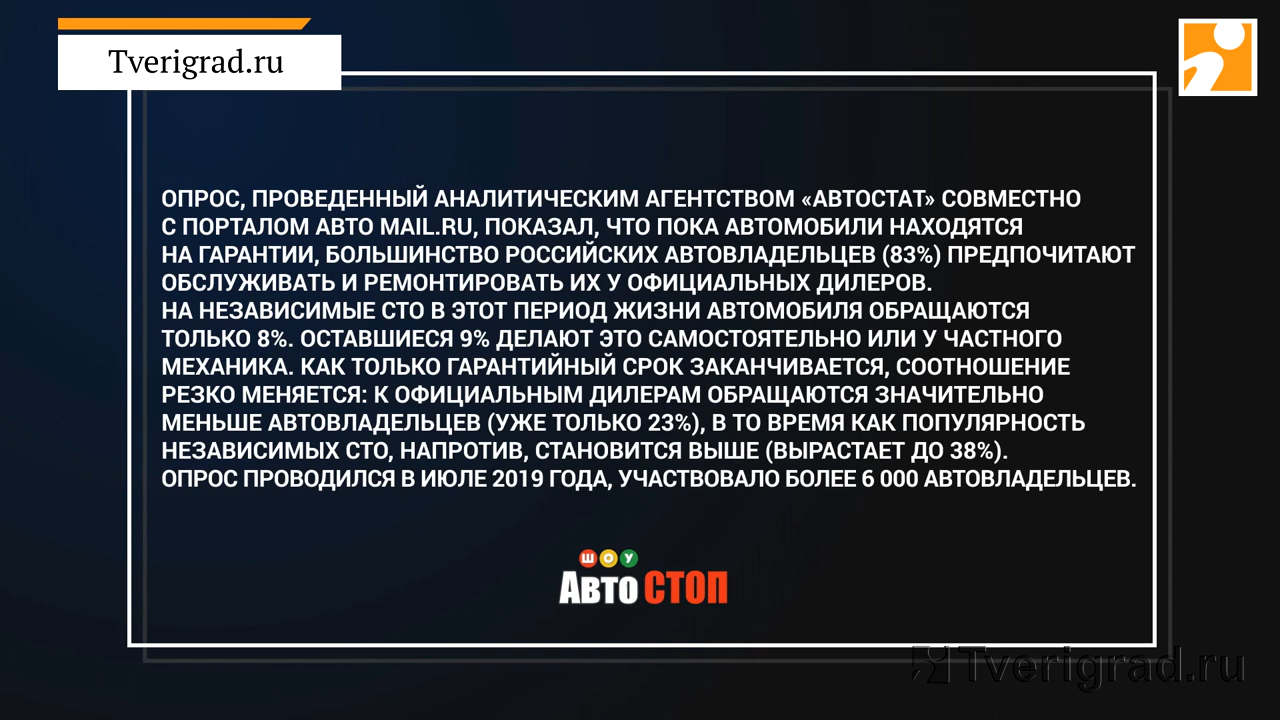 Tverigrad.ru
ОПРОС, ПРОВЕДЕННЫЙ АНАЛИТИЧЕСКИМ АГЕНТСТВОМ «АВТОСТАТ» СОВМЕСТНО
С ПОРТАЛОМ АВТО MAIL.RU, ПОКАЗАЛ, ЧТО ПОКА АВТОМОБИЛИ НАХОДЯТСЯ
НА ГАРАНТИИ, БОЛЬШИНСТВО РОССИЙСКИХ АВТОВЛАДЕЛЬЦЕВ (83%) ПРЕДПОЧИТАЮТ
ОБСЛУЖИВАТЬ И РЕМОНТИРОВАТЬ ИХ У ОФИЦИАЛЬНЫХ ДИЛЕРОВ.
НА НЕЗАВИСИМЫЕ СТО В ЭТОТ ПЕРИОД ЖИЗНИ АВТОМОБИЛЯ ОБРАЩАЮТСЯ
ТОЛЬКО 8%. ОСТАВШИЕСЯ 9% ДЕЛАЮТ ЭТО САМОСТОЯТЕЛЬНО ИЛИ У ЧАСТНОГО
МЕХАНИКА. КАК ТОЛЬКО ГАРАНТИЙНЫЙ СРОК ЗАКАНЧИВАЕТСЯ, СООТНОШЕНИЕ
РЕЗКО МЕНЯЕТСЯ: К ОФИЦИАЛЬНЫМ ДИЛЕРАМ ОБРАЩАЮТСЯ ЗНАЧИТЕЛЬНО
МЕНЬШЕ АВТОВЛАДЕЛЬЦЕВ (УЖЕ ТОЛЬКО 23%), В ТО ВРЕМЯ КАК ПОПУЛЯРНОСТЬ
НЕЗАВИСИМЫХ СТО, НАПРОТИВ, СТАНОВИТСЯ ВЫШЕ (ВЫРАСТАЕТ ДО 38%).
ОПРОС ПРОВОДИЛСЯ В ИЮЛЕ 2019 ГОДА, УЧАСТВОВАЛО БОЛЕЕ 6 000 АВТОВЛАДЕЛЬЦЕВ.
ШОУ
АВТО СТОП
Tverigrad.ru